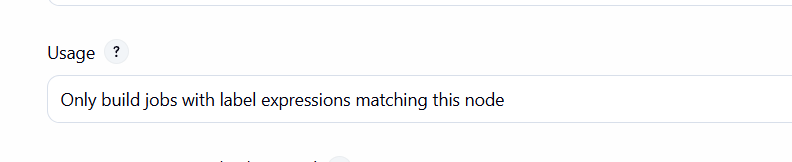 Usage ?
Only build jobs with label expressions matching this node